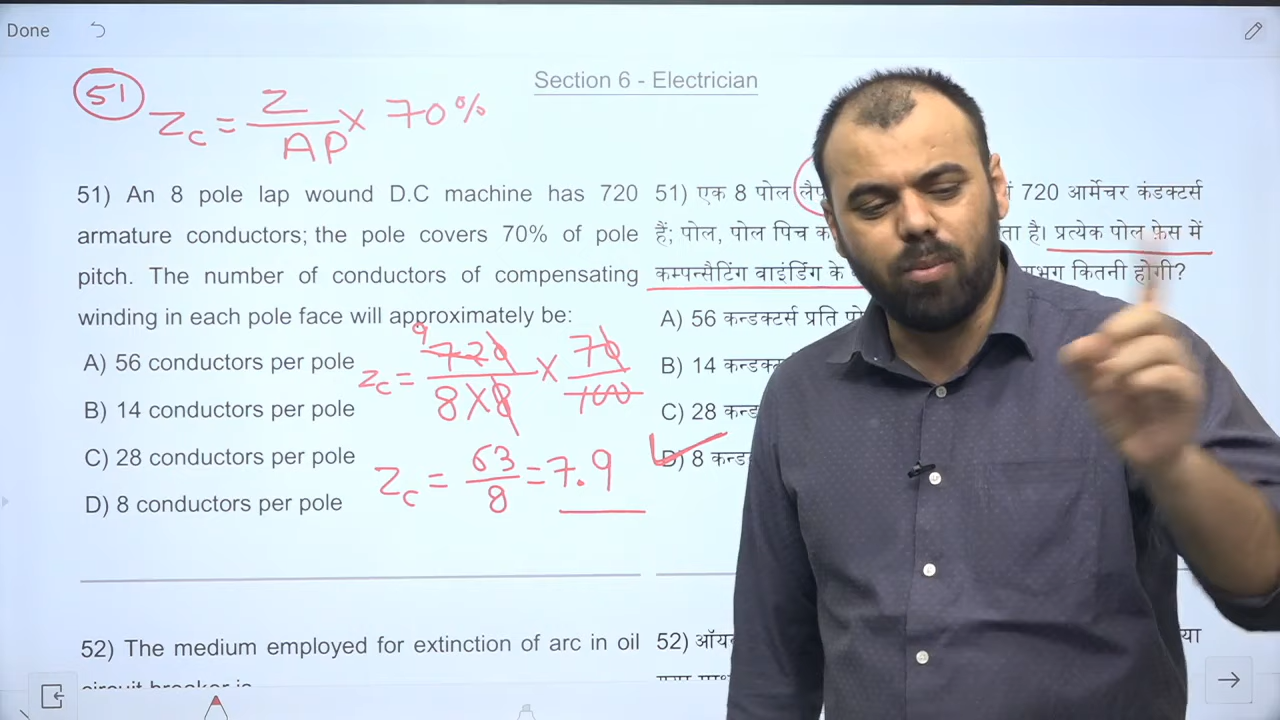 Done
Section 6 - Electrician
51
Zc = Z / AP × 70%
51) An 8 pole lap wound D.C machine has 720
armature conductors; the pole covers 70% of pole
pitch. The number of conductors of compensating
winding in each pole face will approximately be:
A) 56 conductors per pole
B) 14 conductors per pole
C) 28 conductors per pole
D) 8 conductors per pole
9
Zc = 720 / 8×8 × 70 / 100
Zc = 63 / 8 = 7.9
51) एक 8 पोल 720 आर्मेचर कंडक्टर्स
हैं; पोल, पोल पिच है। प्रत्येक पोल फ़ेस में
कम्पन्सैटिंग वाइंडिंग के कितनी होगी?
A) 56 कन्डक्टर्स प्रति
B) 14
C) 28
D) 8
52) The medium employed for extinction of arc in oil
circuit breaker is
52)